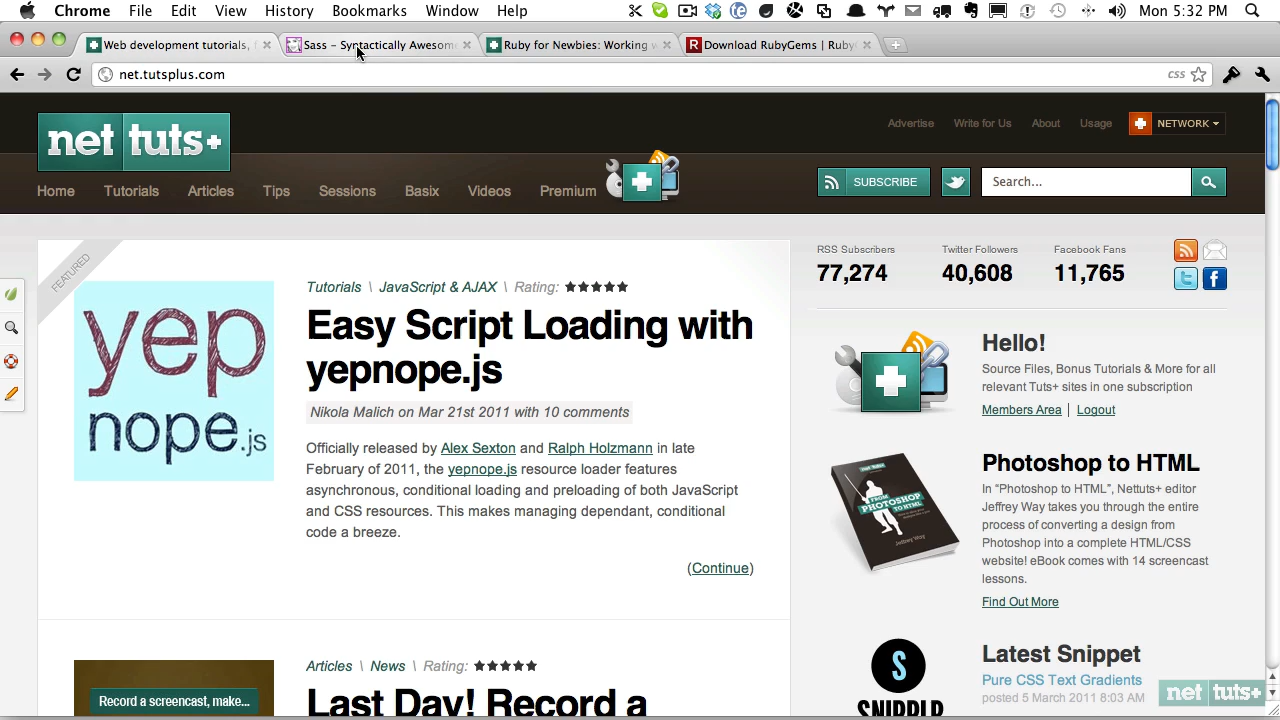 Chrome File Edit View History Bookmarks Window Help Mon 5:32 PM
Web development tutorials, f Sass - Syntactically Awesome Ruby for Newbies: Working w Download RubyGems | Ruby
net.tutsplus.com css
Advertise Write for Us About Usage NETWORK
net tuts+
Home Tutorials Articles Tips Sessions Basix Videos Premium
SUBSCRIBE Search...
FEATURED
yep
nope.js
Tutorials \ JavaScript & AJAX \ Rating: ★★★★★
Easy Script Loading with
yepnope.js
Nikola Malich on Mar 21st 2011 with 10 comments
Officially released by Alex Sexton and Ralph Holzmann in late
February of 2011, the yepnope.js resource loader features
asynchronous, conditional loading and preloading of both JavaScript
and CSS resources. This makes managing dependant, conditional
code a breeze.
(Continue)
Record a screencast, make...
Articles \ News \ Rating: ★★★★★
Last Day! Record a
RSS Subscribers Twitter Followers Facebook Fans
77,274 40,608 11,765
Hello!
Source Files, Bonus Tutorials & More for all
relevant Tuts+ sites in one subscription
Members Area | Logout
FROM
PHOTOSHOP
TO HTML
Jeffrey Way
Photoshop to HTML
In “Photoshop to HTML”, Nettuts+ editor
Jeffrey Way takes you through the entire
process of converting a design from
Photoshop into a complete HTML/CSS
website! eBook comes with 14 screencast
lessons.
Find Out More
S
SNIPPLR
Latest Snippet
Pure CSS Text Gradients
posted 5 March 2011 8:03 AM
net tuts+